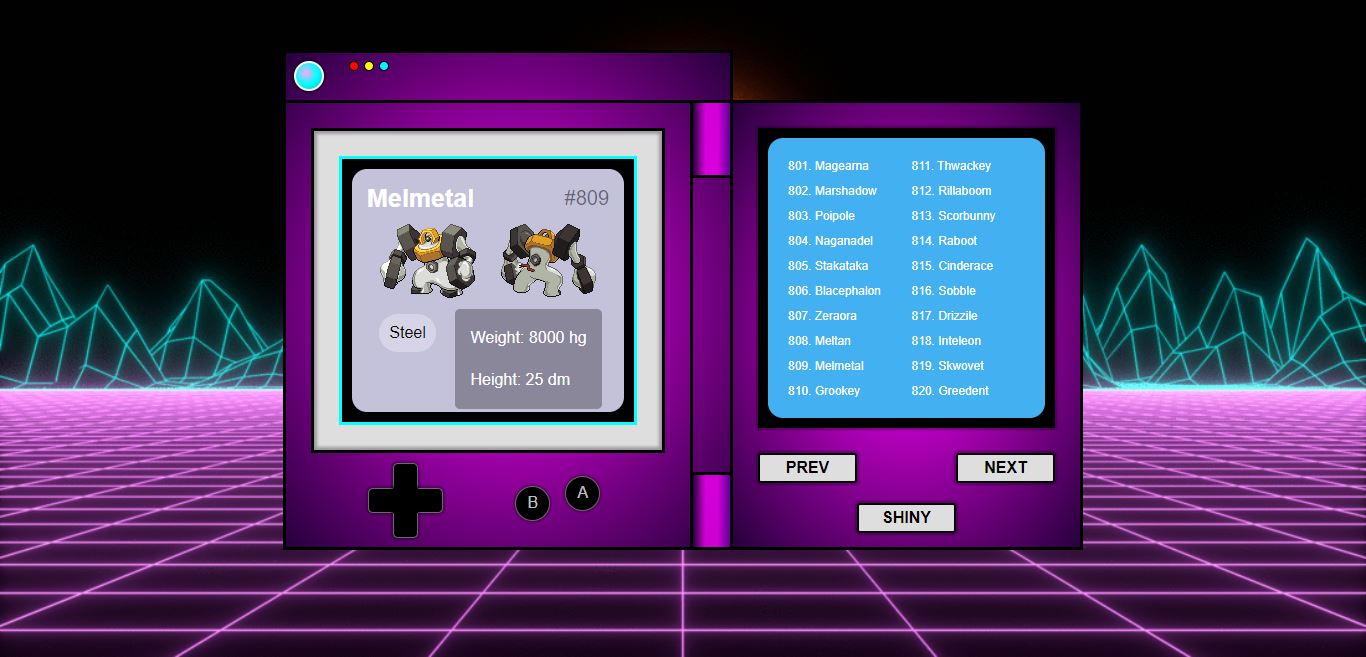 Melmetal #809
Steel
Weight: 8000 hg
Height: 25 dm
B A
801. Magearna
802. Marshadow
803. Poipole
804. Naganadel
805. Stakataka
806. Blacephalon
807. Zeraora
808. Meltan
809. Melmetal
810. Grookey
811. Thwackey
812. Rillaboom
813. Scorbunny
814. Raboot
815. Cinderace
816. Sobble
817. Drizzile
818. Inteleon
819. Skwovet
820. Greedent
PREV NEXT
SHINY